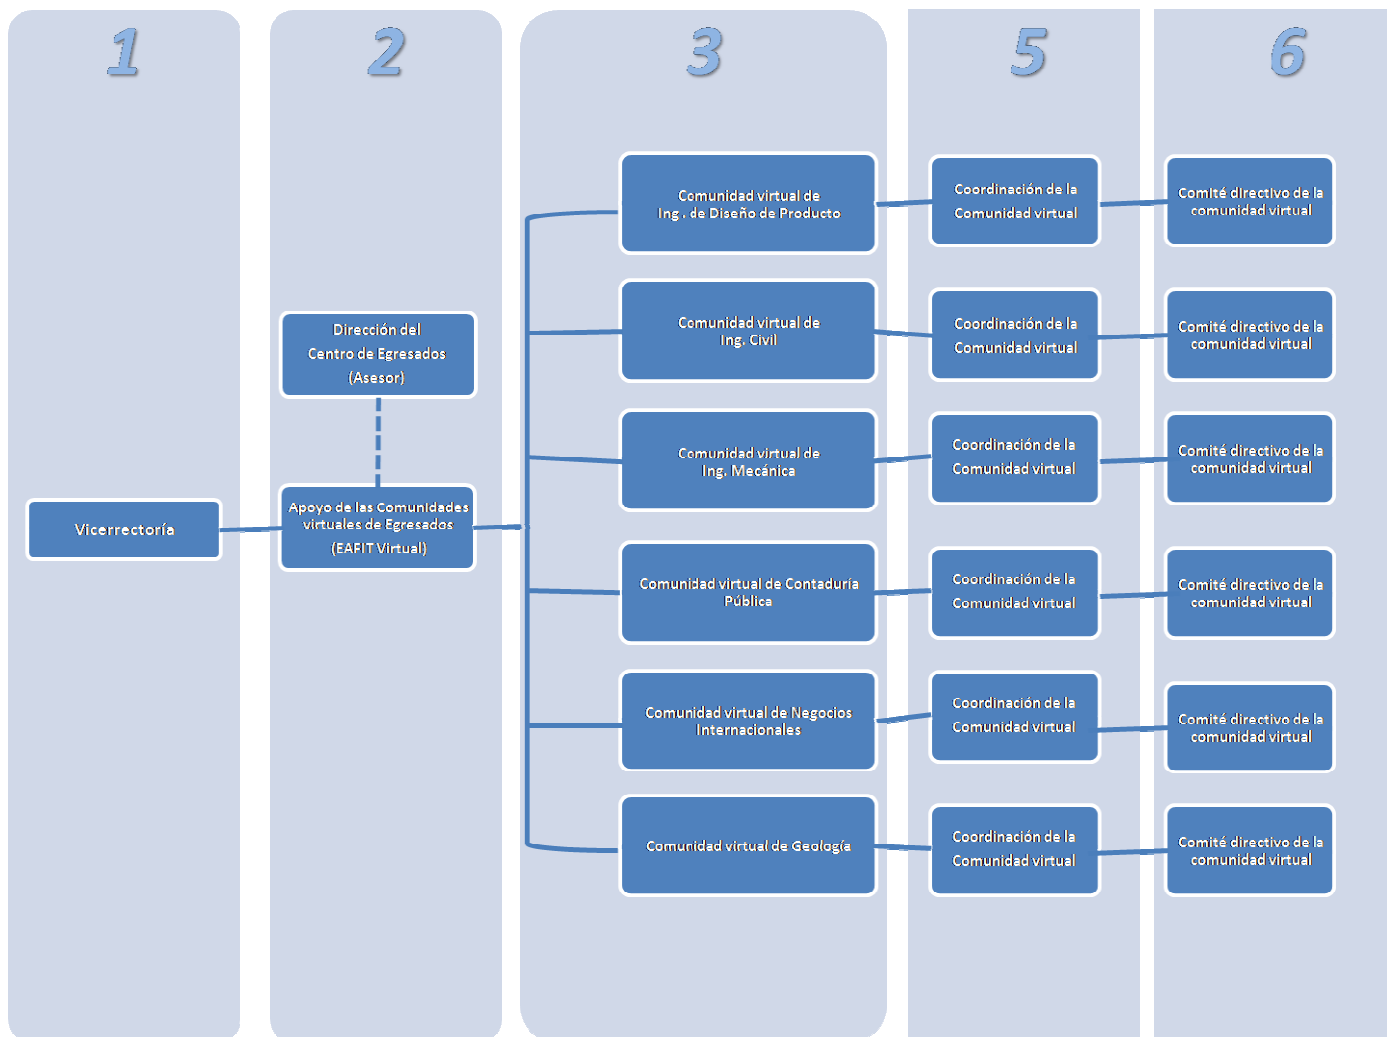 1
2
3
5
6
Vicerrectoría
Dirección del
Centro de Egresados
(Asesor)
Apoyo de las Comunidades
virtuales de Egresados
(EAFIT Virtual)
Comunidad virtual de
Ing . de Diseño de Producto
Coordinación de la
Comunidad virtual
Comité directivo de la
comunidad virtual
Comunidad virtual de
Ing. Civil
Coordinación de la
Comunidad virtual
Comité directivo de la
comunidad virtual
Comunidad virtual de
Ing. Mecánica
Coordinación de la
Comunidad virtual
Comité directivo de la
comunidad virtual
Comunidad virtual de Contaduría
Pública
Coordinación de la
Comunidad virtual
Comité directivo de la
comunidad virtual
Comunidad virtual de Negocios
Internacionales
Coordinación de la
Comunidad virtual
Comité directivo de la
comunidad virtual
Comunidad virtual de Geología
Coordinación de la
Comunidad virtual
Comité directivo de la
comunidad virtual